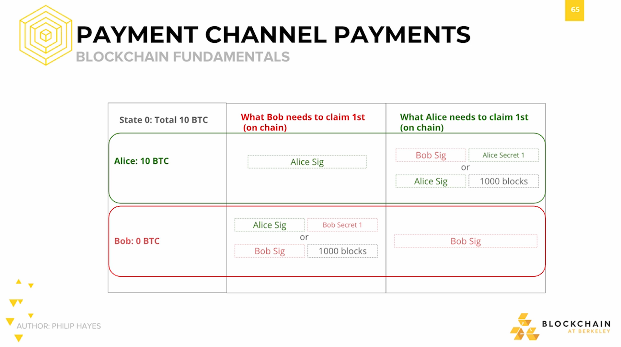 65
PAYMENT CHANNEL PAYMENTS
BLOCKCHAIN FUNDAMENTALS
State 0: Total 10 BTC
What Bob needs to claim 1st
(on chain)
What Alice needs to claim 1st
(on chain)
Alice: 10 BTC
Alice Sig
Bob Sig Alice Secret 1
or
Alice Sig 1000 blocks
Bob: 0 BTC
Alice Sig Bob Secret 1
or
Bob Sig 1000 blocks
Bob Sig
AUTHOR: PHILIP HAYES
BLOCKCHAIN
AT BERKELEY